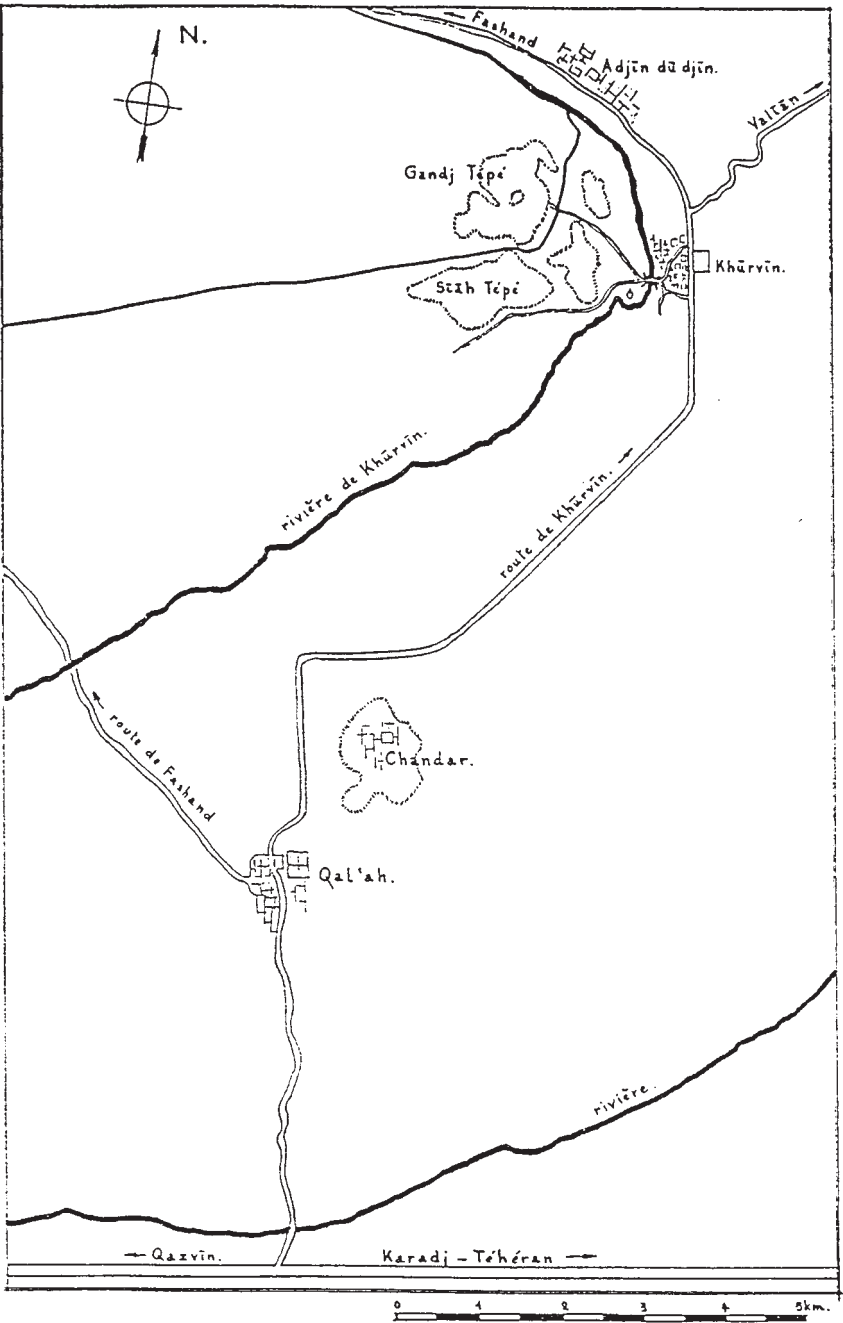 N.
← Fashand
Adjīn dū djīn.
Valīān →
Gandj Tépé
Khūrvīn.
Sīāh Tépé
rivière de Khūrvīn.
route de Khūrvīn. →
← route de Fashand
Chandar.
Qal'ah.
rivière.
← Qazvīn.
Karadj – Téhéran →
0 1 2 3 4 5km.